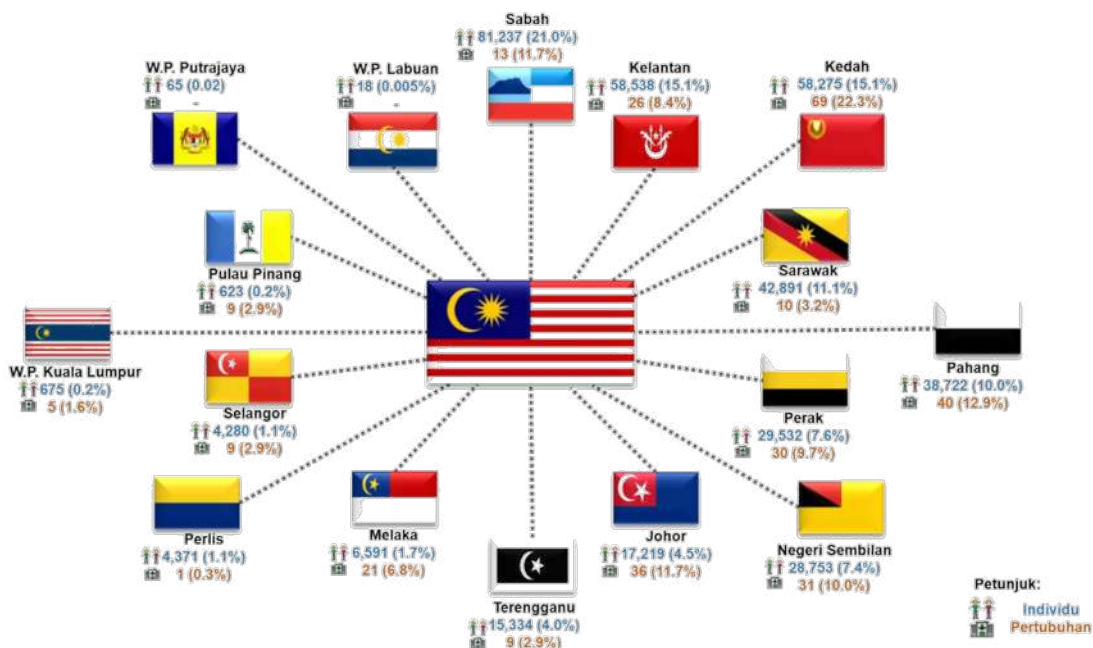 Sabah
81,237 (21.0%)
13 (11.7%)
W.P. Putrajaya
65 (0.02)
-
W.P. Labuan
18 (0.005%)
-
Kelantan
58,538 (15.1%)
26 (8.4%)
Kedah
58,275 (15.1%)
69 (22.3%)
Pulau Pinang
623 (0.2%)
9 (2.9%)
Sarawak
42,891 (11.1%)
10 (3.2%)
W.P. Kuala Lumpur
675 (0.2%)
5 (1.6%)
Selangor
4,280 (1.1%)
9 (2.9%)
Perak
29,532 (7.6%)
30 (9.7%)
Pahang
38,722 (10.0%)
40 (12.9%)
Perlis
4,371 (1.1%)
1 (0.3%)
Melaka
6,591 (1.7%)
21 (6.8%)
Terengganu
15,334 (4.0%)
9 (2.9%)
Johor
17,219 (4.5%)
36 (11.7%)
Negeri Sembilan
28,753 (7.4%)
31 (10.0%)
Petunjuk:
Individu
Pertubuhan